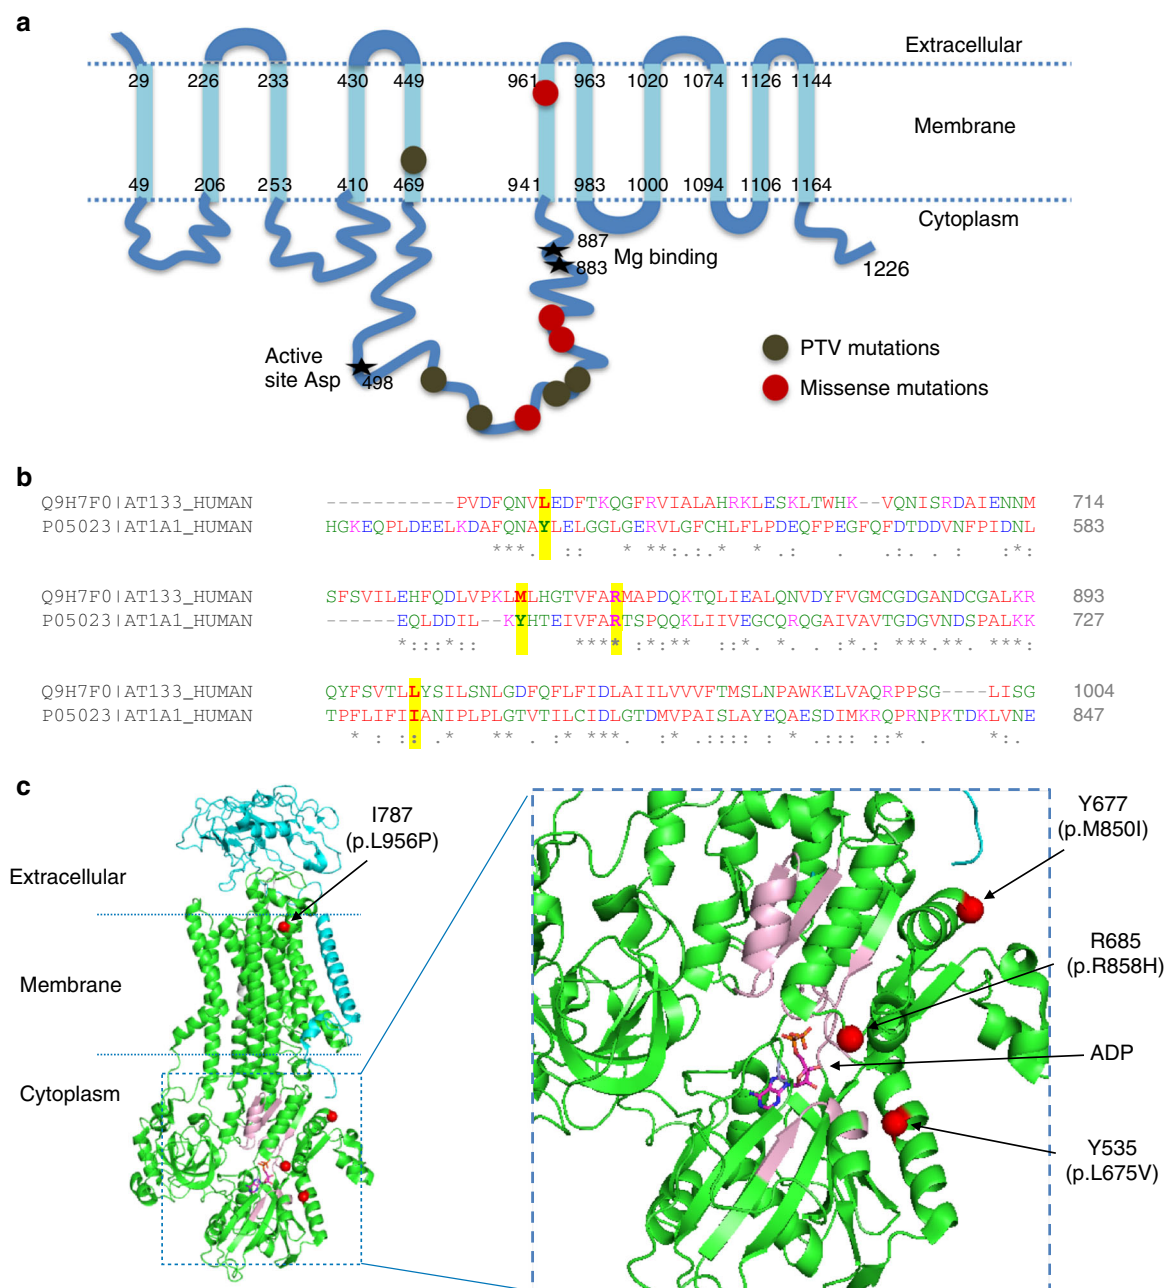 a
Extracellular
29 226 233 430 449 961 963 1020 1074 1126 1144
Membrane
49 206 253 410 469 941 983 1000 1094 1106 1164
Cytoplasm
887
Mg binding
883
1226
Active
site Asp
498
PTV mutations
Missense mutations
b
Q9H7F0|AT133_HUMAN -----------PVDFQNVLEDFTKQGFRVIALAHRKLESKLTWHK--VQNISRDAIENNM 714
P05023|AT1A1_HUMAN HGKEQPLDEELKDAFQNAYLELGGLGERVLGFCHLFLPDEQFPEGFQFDTDDVNFPIDNL 583
***. :: * **:.:.* * .: . .: . : :*:
Q9H7F0|AT133_HUMAN SFSVILEHFQDLVPKLMLHGTVFARMAPDQKTQLIEALQNVDYFVGMCGDGANDCGALKR 893
P05023|AT1A1_HUMAN ------EQLDDIL--KYHTEIVFARTSPQQKLIIVEGCQRQGAIVAVTGDGVNDSPALKK 727
*:::*:: : **** :*:** ::*. *. . :*.: ***.**. ***:
Q9H7F0|AT133_HUMAN QYFSVTLLYSILSNLGDFQFLFIDLAIILVVVFTMSLNPAWKELVAQRPPSG----LISG 1004
P05023|AT1A1_HUMAN TPFLIFIIANIPLPLGTVTILCIDLGTDMVPAISLAYEQAESDIMKRQPRNPKTDKLVNE 847
* : : : .* ** . :* ***. :* .:::: : * .::: ::* . *:.
c
I787
(p.L956P)
Extracellular
Membrane
Cytoplasm
Y677
(p.M850I)
R685
(p.R858H)
ADP
Y535
(p.L675V)